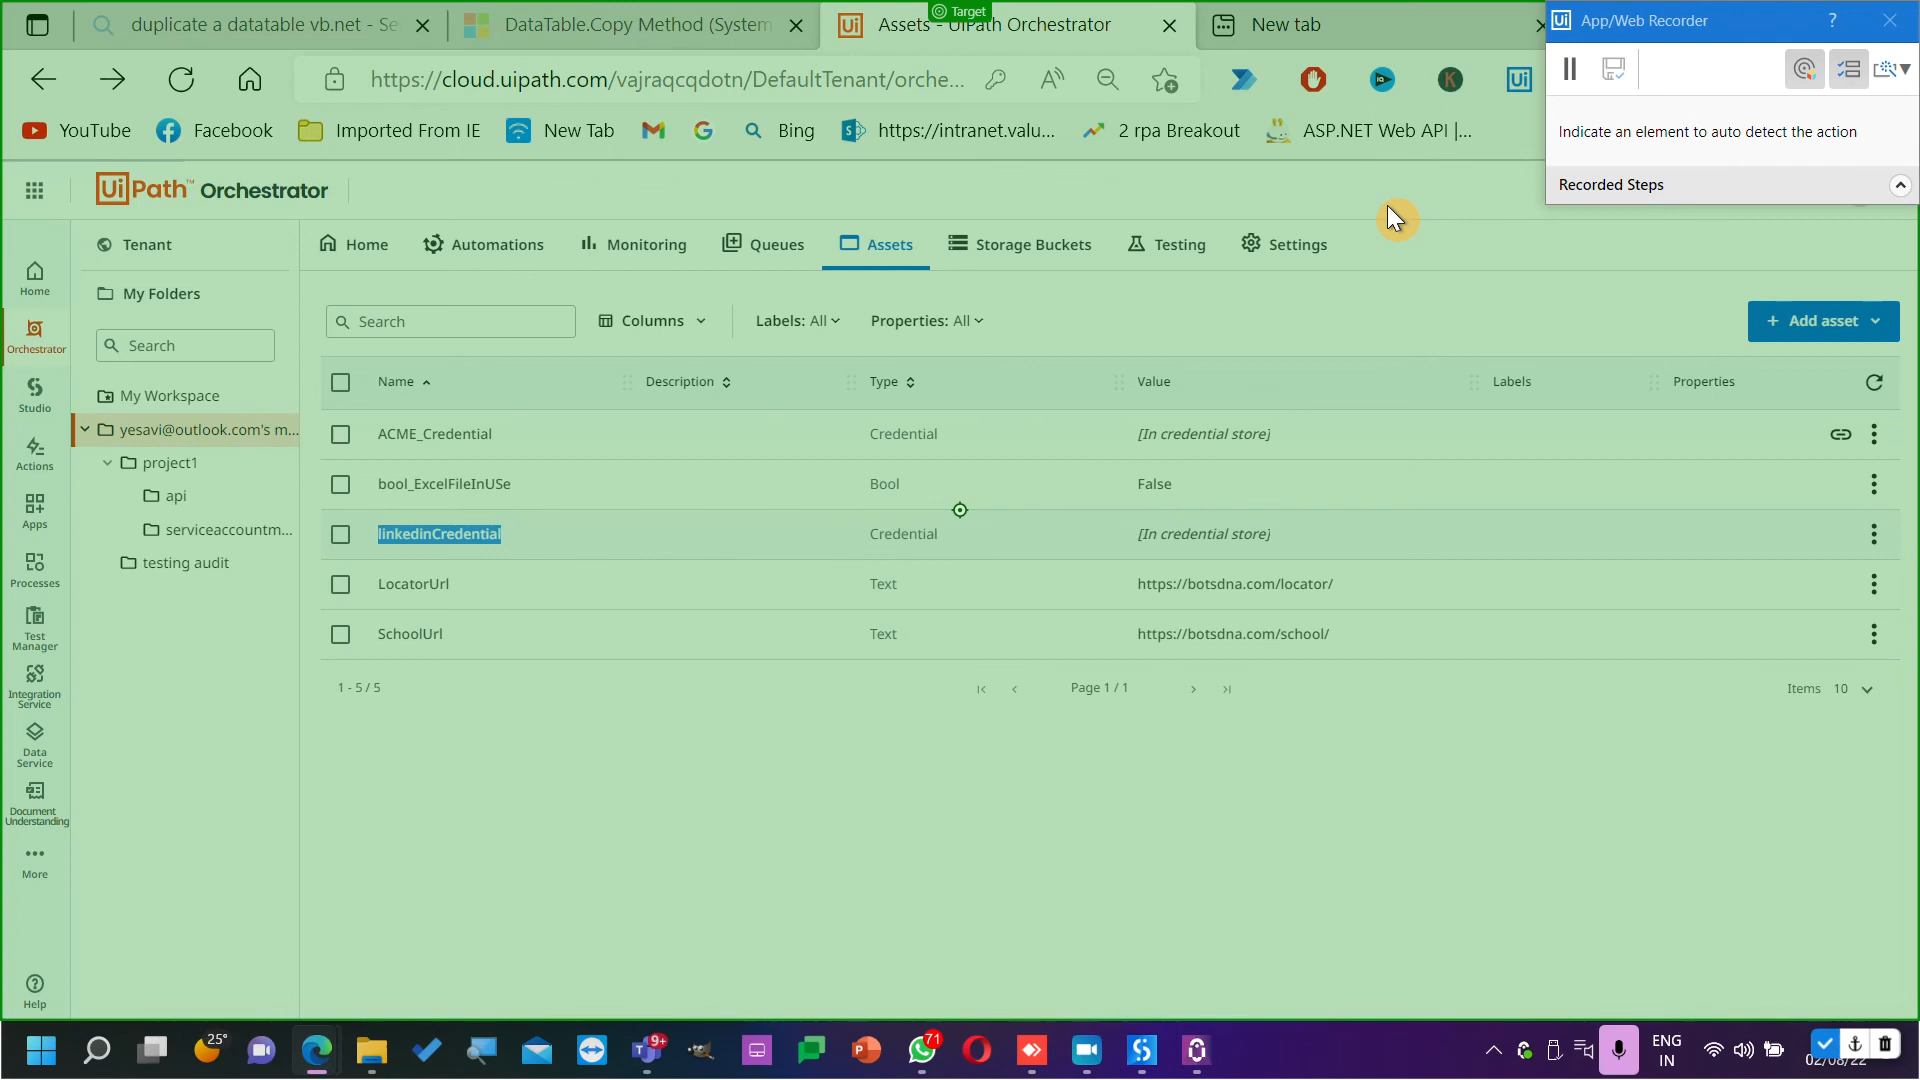 duplicate a datatable vb.net - Se
DataTable.Copy Method (System
Assets - UiPath Orchestrator
Target
New tab
Ui App/Web Recorder ?
https://cloud.uipath.com/vajraqcqdotn/DefaultTenant/orche...
YouTube
Facebook
Imported From IE
New Tab
Bing
https://intranet.valu...
2 rpa Breakout
ASP.NET Web API |...
Indicate an element to auto detect the action
Recorded Steps
UiPath™ Orchestrator
Tenant
Home
Automations
Monitoring
Queues
Assets
Storage Buckets
Testing
Settings
Home
Orchestrator
Studio
Actions
Apps
Processes
Test
Manager
Integration
Service
Data
Service
Document
Understanding
More
Help
My Folders
Search
My Workspace
yesavi@outlook.com's m...
project1
api
serviceaccountm...
testing audit
Search
Columns
Labels: All
Properties: All
+ Add asset
Name
Description
Type
Value
Labels
Properties
ACME_Credential
Credential
[In credential store]
bool_ExcelFileInUSe
Bool
False
linkedinCredential
Credential
[In credential store]
LocatorUrl
Text
https://botsdna.com/locator/
SchoolUrl
Text
https://botsdna.com/school/
1 - 5 / 5
Page 1 / 1
Items 10
25°
9+
71
ENG
IN
02/08/22